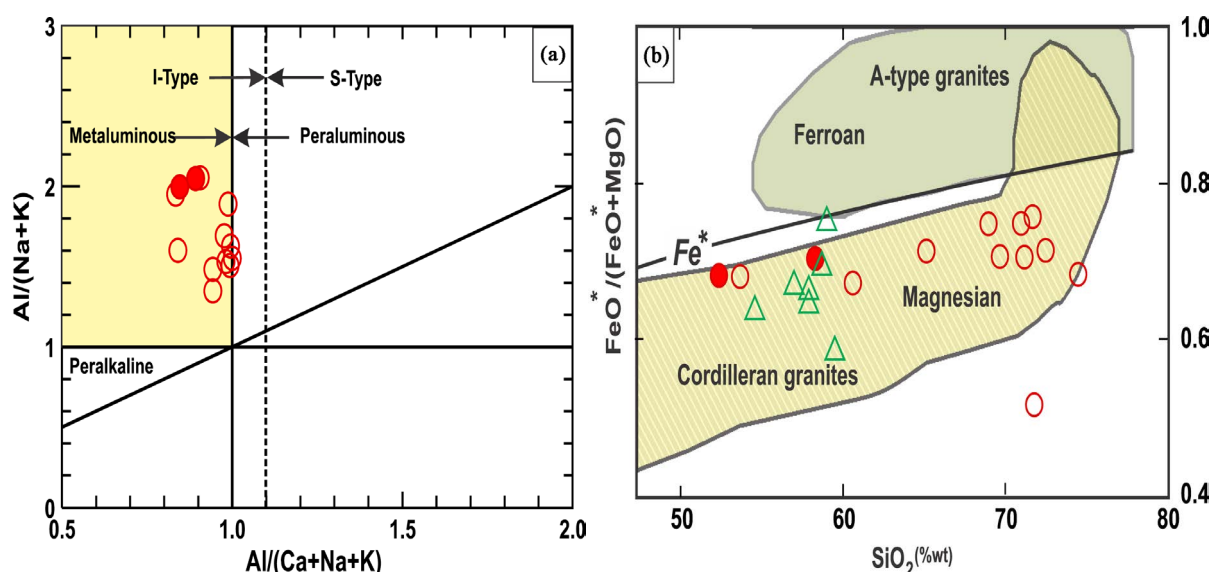 (a)
I-Type
S-Type
Metaluminous
Peraluminous
Peralkaline
3
2
1
0
0.5
1.0
1.5
2.0
Al/(Na+K)
Al/(Ca+Na+K)
(b)
A-type granites
Ferroan
Fe*
Magnesian
Cordilleran granites
1.0
0.8
0.6
0.4
50
60
70
80
FeO*/(FeO*+MgO)
SiO₂(%wt)